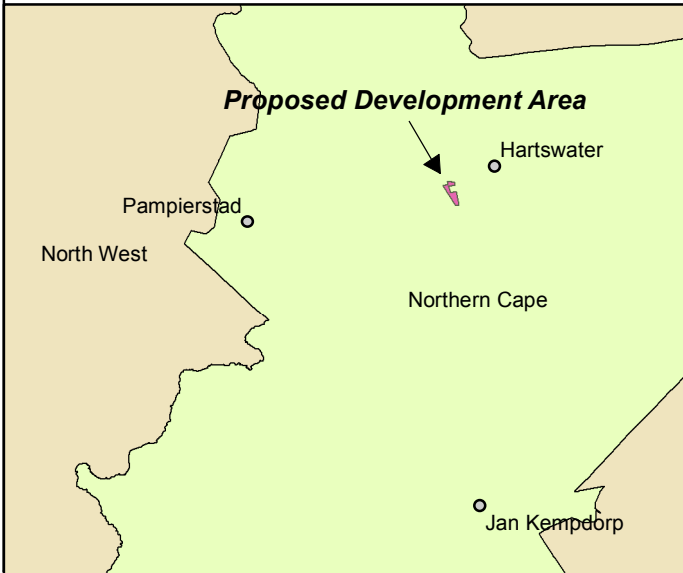 Proposed Development Area
Hartswater
Pampierstad
North West
Northern Cape
Jan Kempdorp